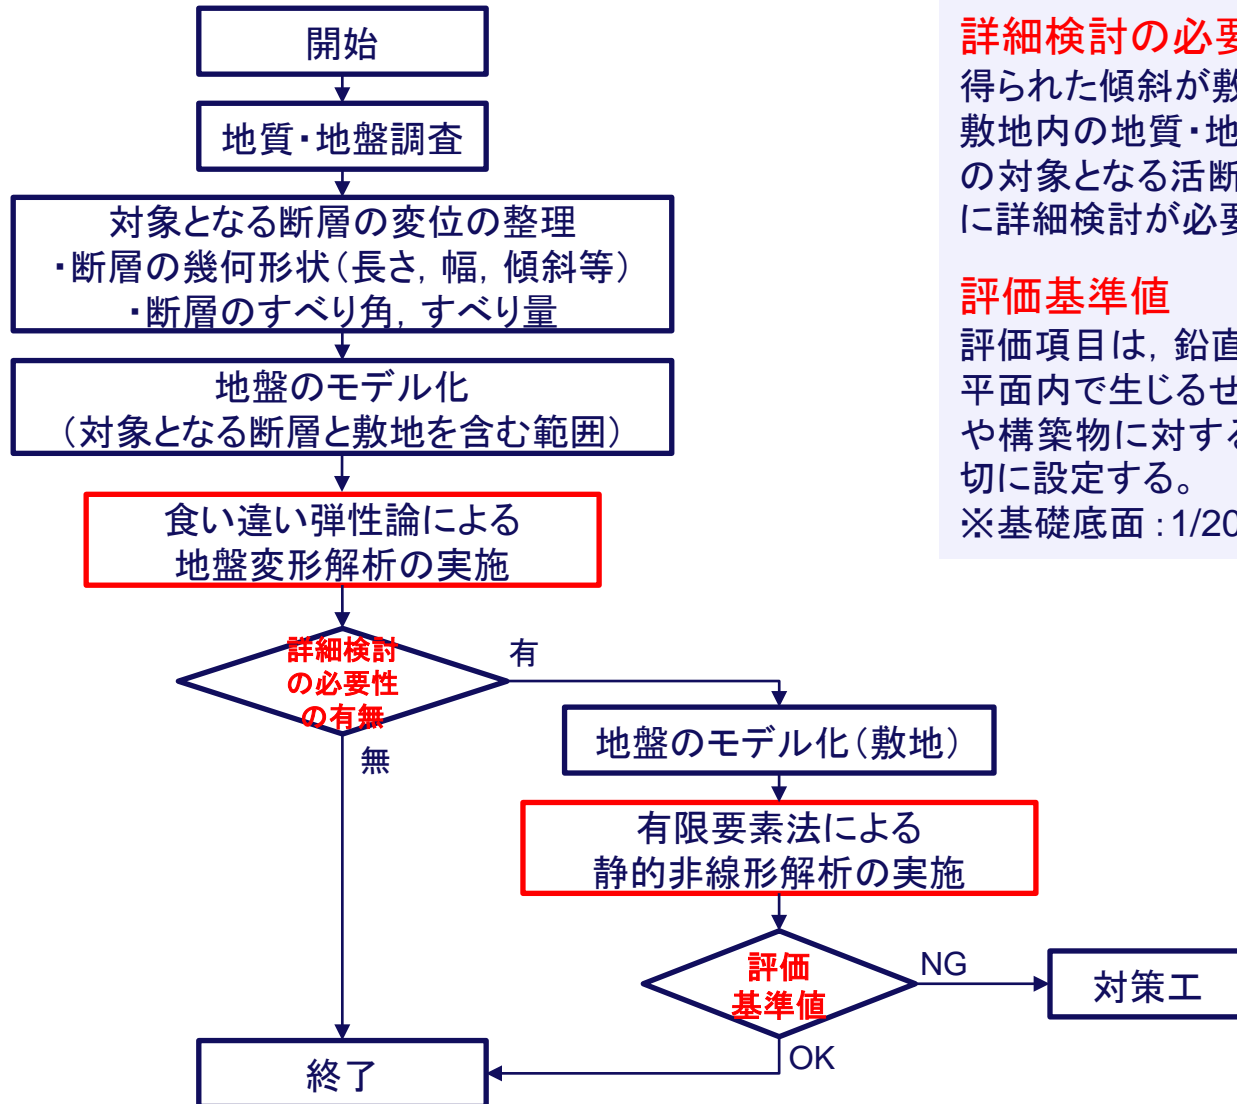 開始
地質・地盤調査
対象となる断層の変位の整理
・断層の幾何形状（長さ，幅，傾斜等）
・断層のすべり角，すべり量
地盤のモデル化
（対象となる断層と敷地を含む範囲）
食い違い弾性論による
地盤変形解析の実施
詳細検討
の必要性
の有無
有
無
地盤のモデル化（敷地）
有限要素法による
静的非線形解析の実施
評価
基準値
NG
対策工
OK
終了
詳細検討の必要
得られた傾斜が敷
敷地内の地質・地
の対象となる活断
に詳細検討が必要
評価基準値
評価項目は，鉛直
平面内で生じるせ
や構築物に対する
切に設定する。
※基礎底面：1/20